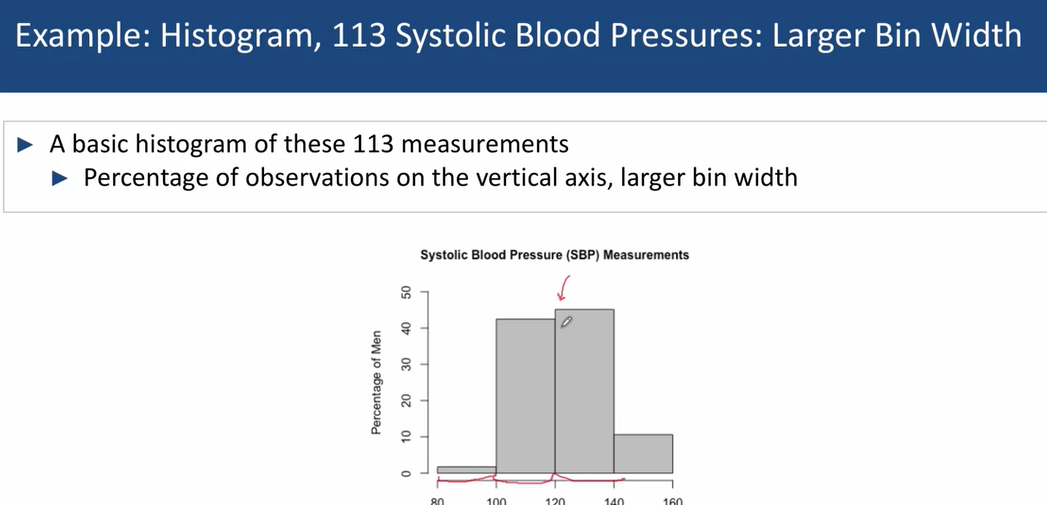 Example: Histogram, 113 Systolic Blood Pressures: Larger Bin Width
A basic histogram of these 113 measurements
Percentage of observations on the vertical axis, larger bin width
Systolic Blood Pressure (SBP) Measurements
Percentage of Men
50
40
30
20
10
0
80 100 120 140 160